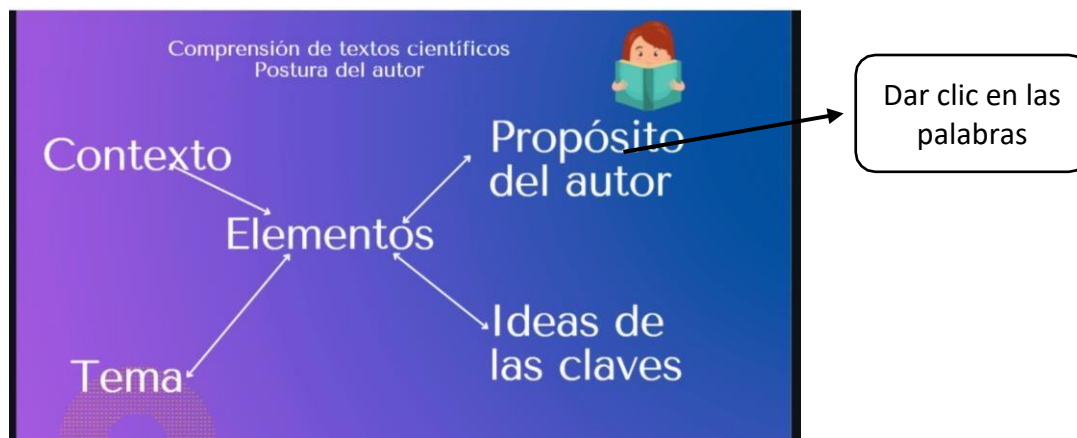 Comprensión de textos científicos
Postura del autor
Contexto
Propósito
del autor
Elementos
Tema
Ideas de
las claves
Dar clic en las
palabras